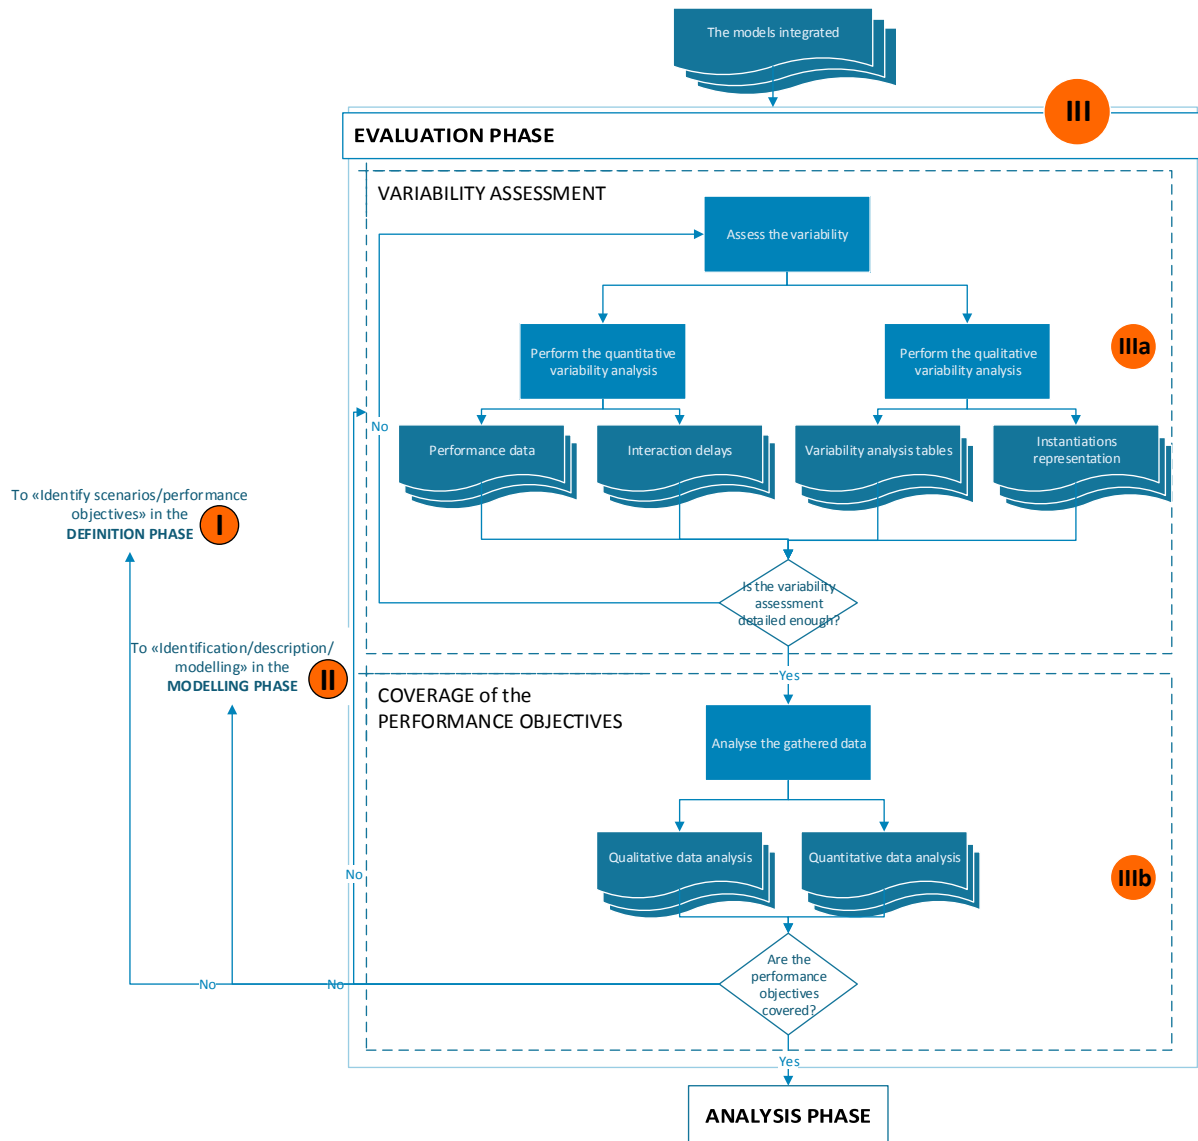 The models integrated
III
EVALUATION PHASE
VARIABILITY ASSESSMENT
Assess the variability
IIIa
Perform the quantitative
variability analysis
Perform the qualitative
variability analysis
No
Performance data
Interaction delays
Variability analysis tables
Instantiations
representation
To «Identify scenarios/performance
objectives» in the
DEFINITION PHASE
I
Is the variability
assessment
detailed enough?
To «Identification/description/
modelling» in the
MODELLING PHASE
II
Yes
COVERAGE of the
PERFORMANCE OBJECTIVES
Analyse the gathered data
Qualitative data analysis
Quantitative data analysis
IIIb
No
Are the
performance
objectives
covered?
No
No
Yes
ANALYSIS PHASE